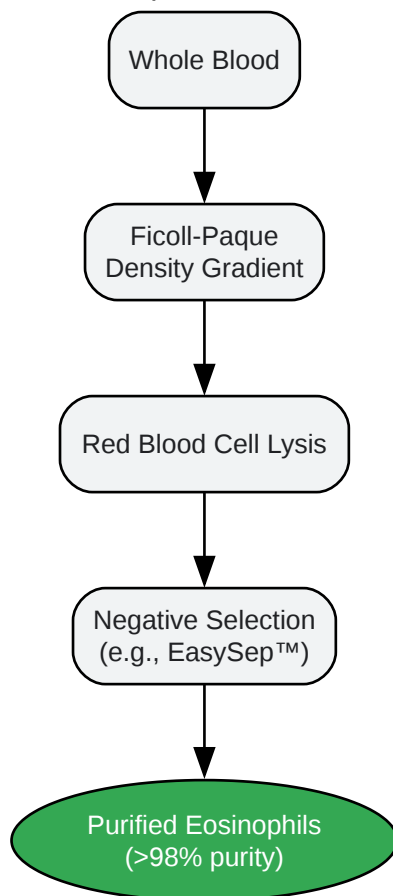 Whole Blood
Ficoll-Paque
Density Gradient
Red Blood Cell Lysis
Negative Selection
(e.g., EasySep™)
Purified Eosinophils
(>98% purity)